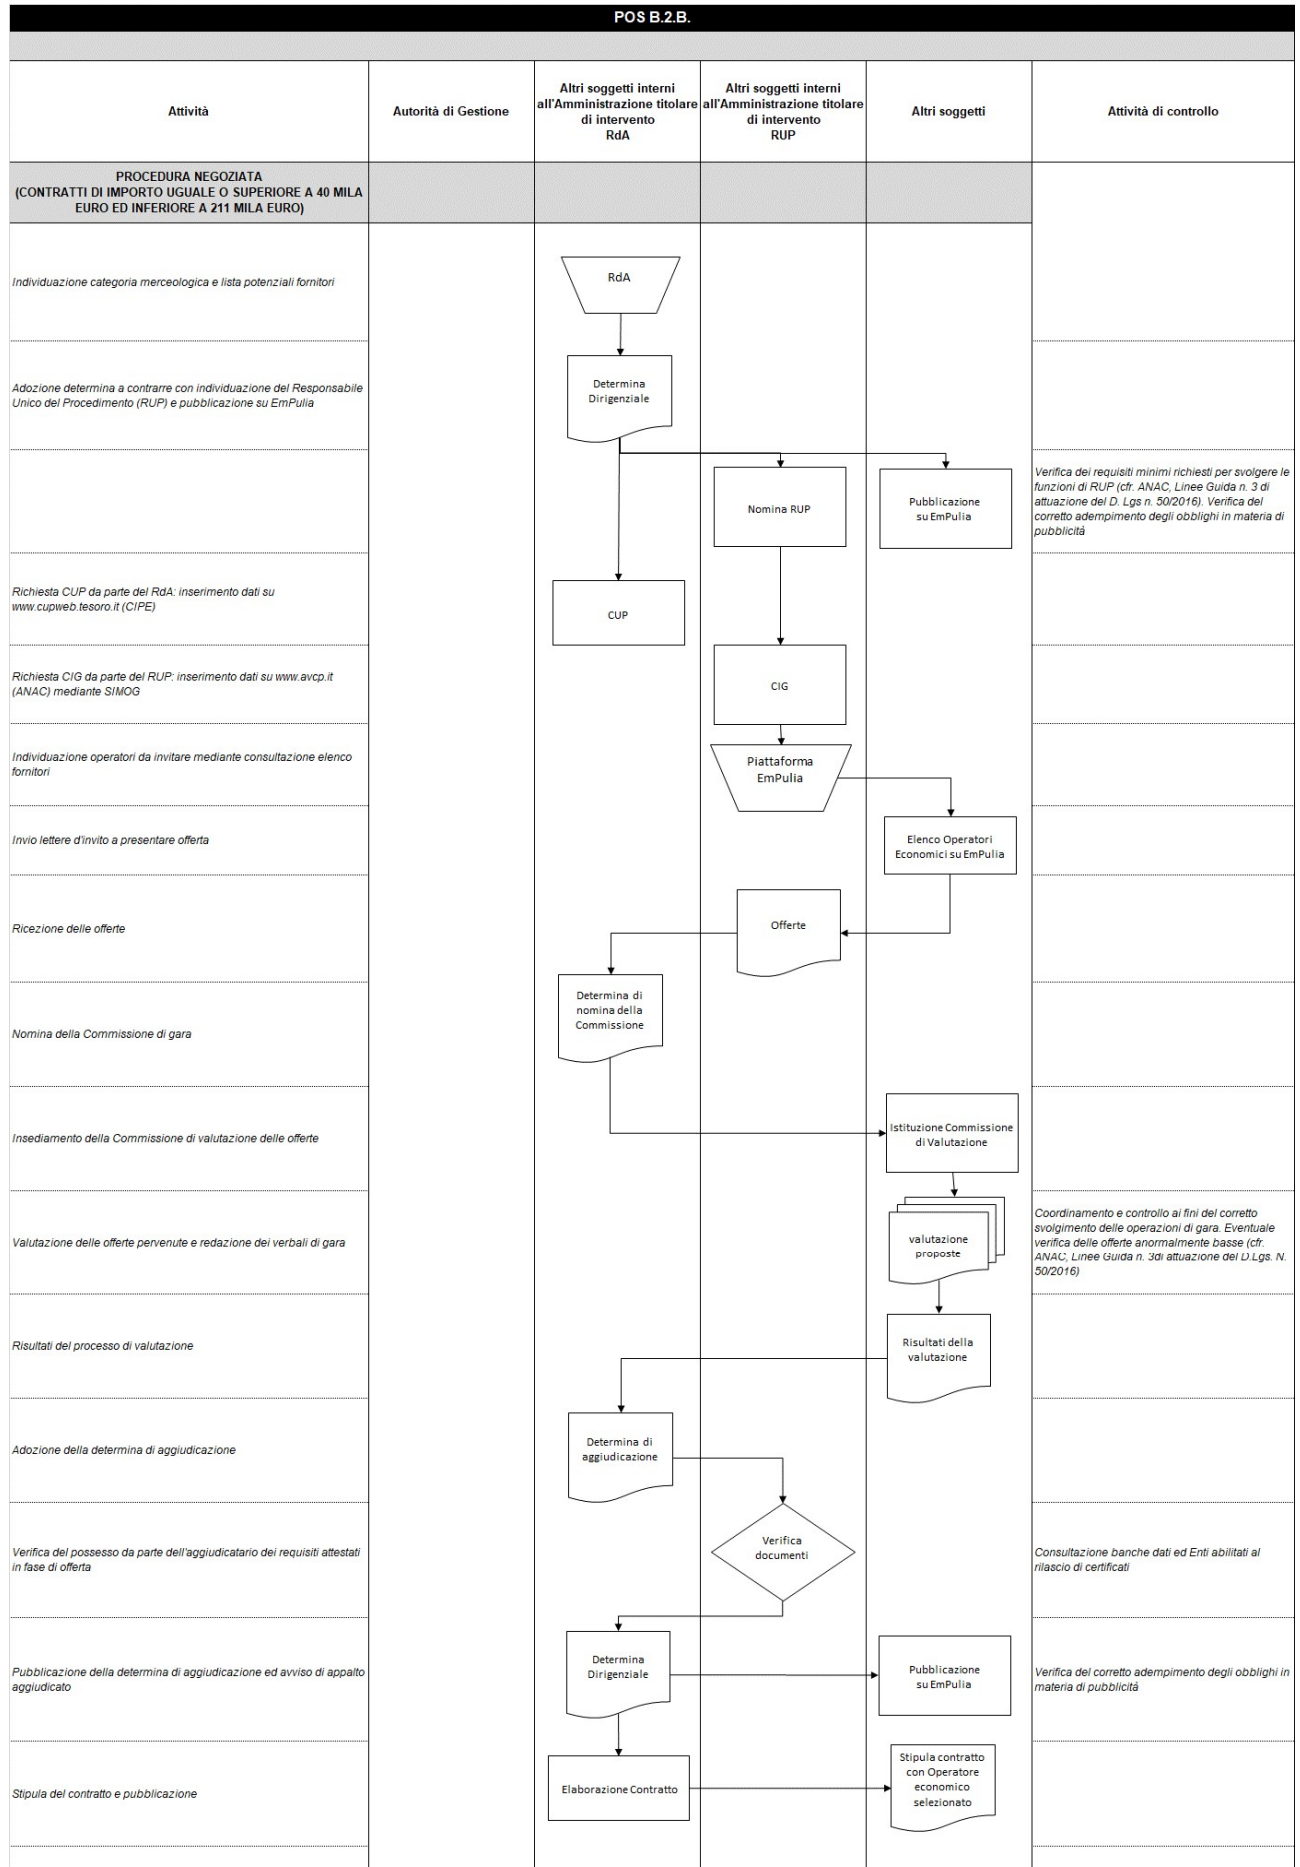 POS B.2.B.
Attività
Autorità di Gestione
Altri soggetti interni
all'Amministrazione titolare
di intervento
RdA
Altri soggetti interni
all'Amministrazione titolare
di intervento
RUP
Altri soggetti
Attività di controllo
PROCEDURA NEGOZIATA
(CONTRATTI DI IMPORTO UGUALE O SUPERIORE A 40 MILA
EURO ED INFERIORE A 211 MILA EURO)
Individuazione categoria merceologica e lista potenziali fornitori
RdA
Adozione determina a contrarre con individuazione del Responsabile
Unico del Procedimento (RUP) e pubblicazione su EmPulia
Determina
Dirigenziale
Nomina RUP
Pubblicazione
su EmPulia
Verifica dei requisiti minimi richiesti per svolgere le
funzioni di RUP (cfr. ANAC, Linee Guida n. 3 di
attuazione del D. Lgs n. 50/2016). Verifica del
corretto adempimento degli obblighi in materia di
pubblicità
Richiesta CUP da parte del RdA: inserimento dati su
www.cupweb.tesoro.it (CIPE)
CUP
Richiesta CIG da parte del RUP: inserimento dati su www.avcp.it
(ANAC) mediante SIMOG
CIG
Individuazione operatori da invitare mediante consultazione elenco
fornitori
Piattaforma
EmPulia
Invio lettere d'invito a presentare offerta
Elenco Operatori
Economici su EmPulia
Ricezione delle offerte
Offerte
Nomina della Commissione di gara
Determina di
nomina della
Commissione
Insediamento della Commissione di valutazione delle offerte
Istituzione Commissione
di Valutazione
Valutazione delle offerte pervenute e redazione dei verbali di gara
valutazione
proposte
Coordinamento e controllo ai fini del corretto
svolgimento delle operazioni di gara. Eventuale
verifica delle offerte anormalmente basse (cfr.
ANAC, Linee Guida n. 3di attuazione del D.Lgs. N.
50/2016)
Risultati del processo di valutazione
Risultati della
valutazione
Adozione della determina di aggiudicazione
Determina di
aggiudicazione
Verifica del possesso da parte dell'aggiudicatario dei requisiti attestati
in fase di offerta
Verifica
documenti
Consultazione banche dati ed Enti abilitati al
rilascio di certificati
Pubblicazione della determina di aggiudicazione ed avviso di appalto
aggiudicato
Determina
Dirigenziale
Pubblicazione
su EmPulia
Verifica del corretto adempimento degli obblighi in
materia di pubblicità
Stipula del contratto e pubblicazione
Elaborazione Contratto
Stipula contratto
con Operatore
economico
selezionato